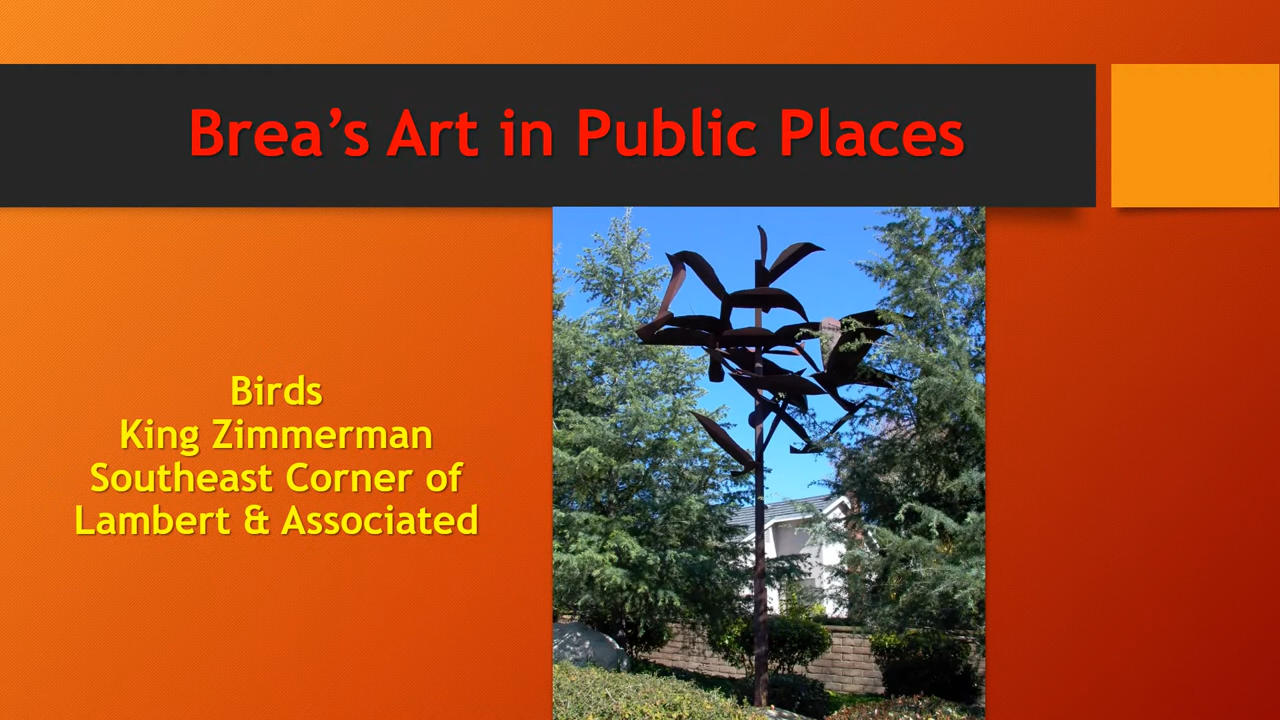 Brea’s Art in Public Places
Birds
King Zimmerman
Southeast Corner of
Lambert & Associated